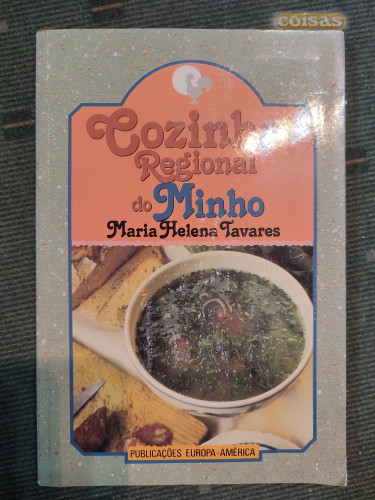 coisas
Cozinha
Regional
do Minho
Maria Helena Tavares
PUBLICAÇÕES EUROPA-AMÉRICA